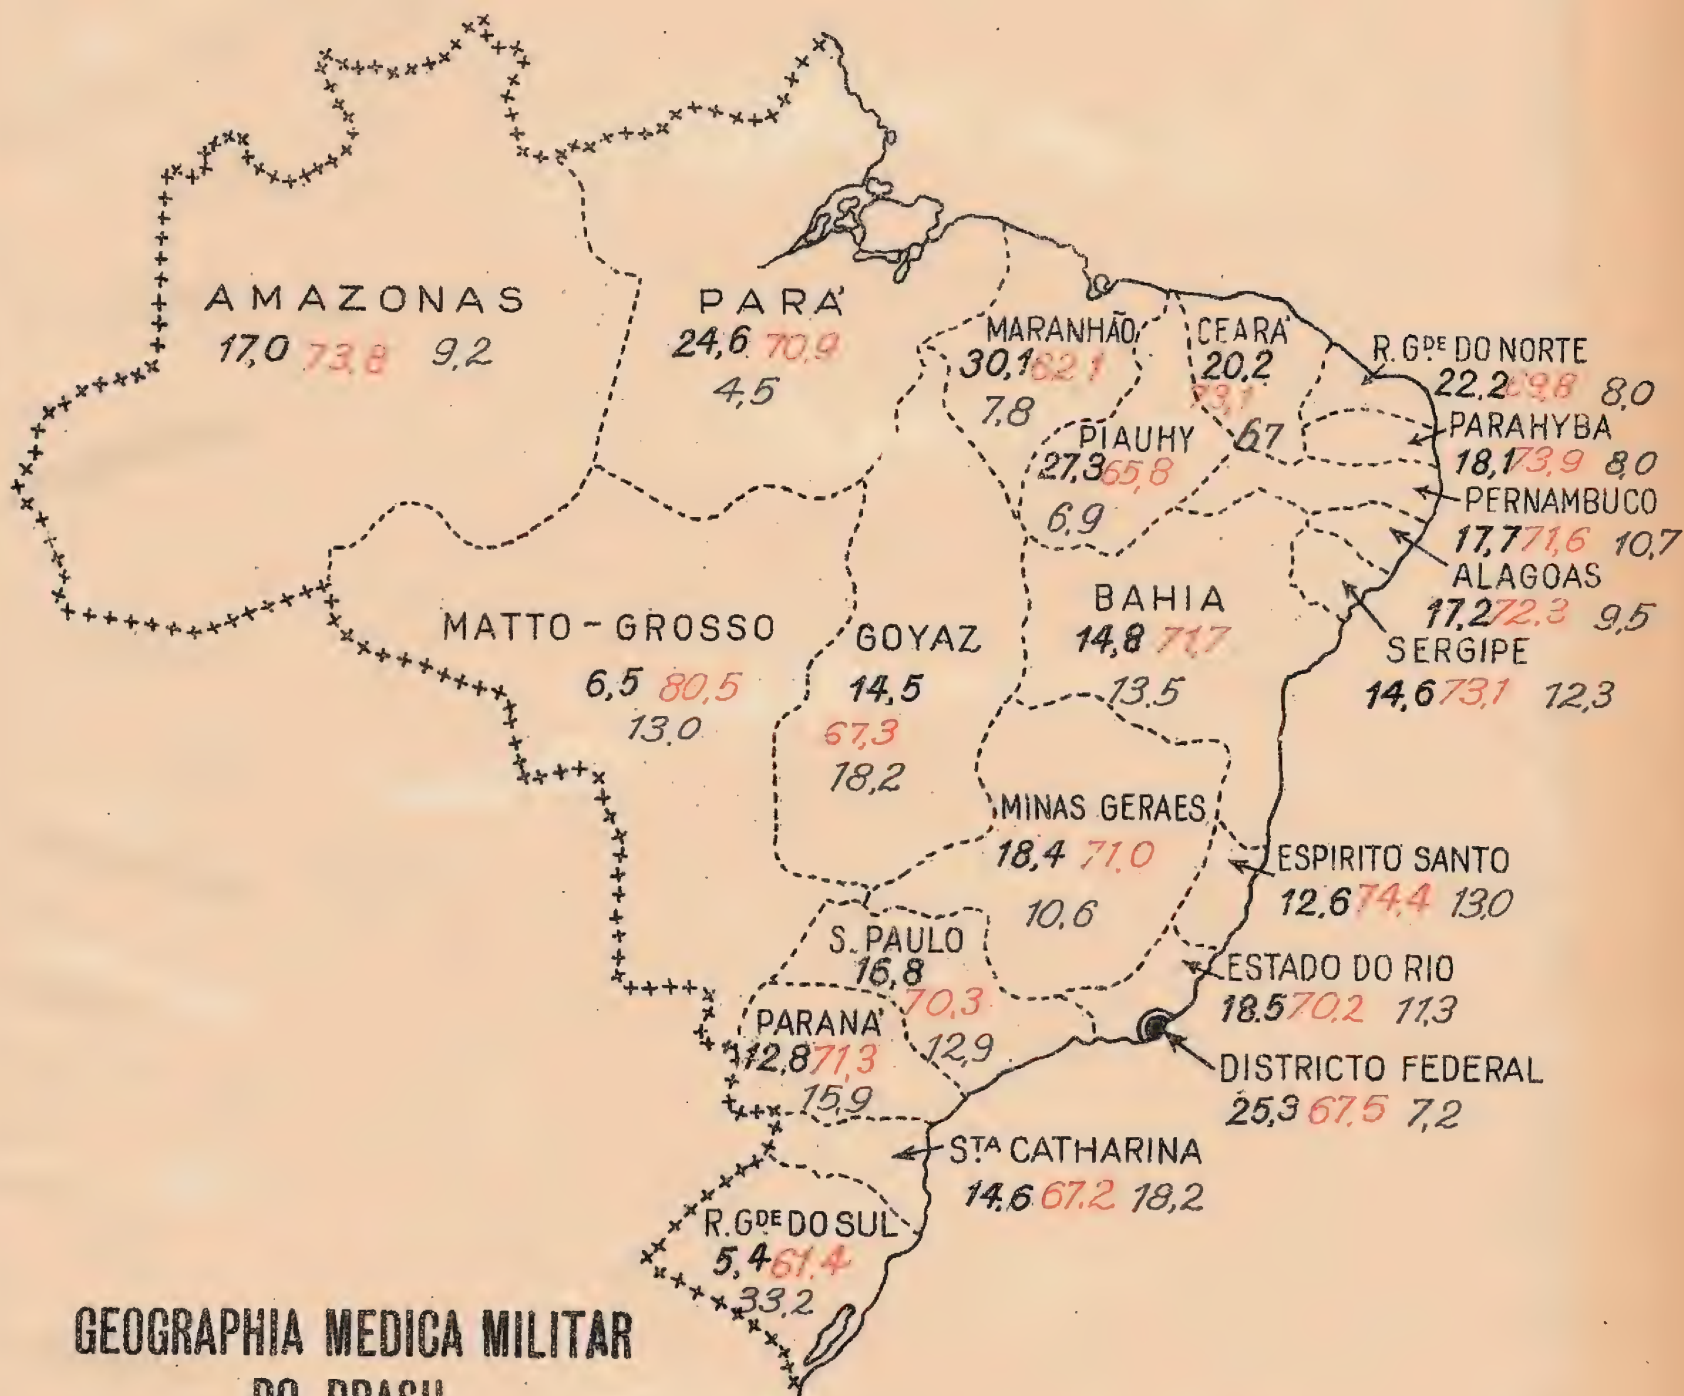 AMAZONAS
17,0 73,8 9,2
PARÁ
24,6 70,9
4,5
MARANHÃO
30,1 62,1
7,8
CEARÁ
20,2
73,1
6,7
PIAUHY
27,3 65,8
6,9
R. Gᴰᴱ DO NORTE
22,2 69,8 8,0
PARAHYBA
18,1 73,9 8,0
PERNAMBUCO
17,7 71,6 10,7
ALAGOAS
17,2 72,3 9,5
SERGIPE
14,6 73,1 12,3
BAHIA
14,8 71,7
13,5
MATTO-GROSSO
6,5 80,5
13,0
GOYAZ
14,5
67,3
18,2
MINAS GERAES
18,4 71,0
10,6
ESPIRITO SANTO
12,6 74,4 13,0
S. PAULO
16,8
70,3
12,9
ESTADO DO RIO
18,5 70,2 11,3
PARANÁ
12,8 71,3
15,9
DISTRICTO FEDERAL
25,3 67,5 7,2
Sᵀᴬ CATHARINA
14,6 67,2 18,2
R. Gᴰᴱ DO SUL
5,4 61,4
33,2
GEOGRAPHIA MEDICA MILITAR
DO BRASIL